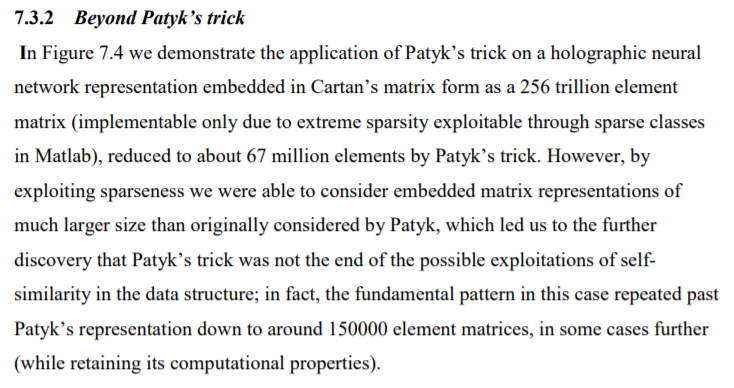 7.3.2 Beyond Patyk's trick
In Figure 7.4 we demonstrate the application of Patyk's trick on a holographic neural
network representation embedded in Cartan's matrix form as a 256 trillion element
matrix (implementable only due to extreme sparsity exploitable through sparse classes
in Matlab), reduced to about 67 million elements by Patyk's trick. However, by
exploiting sparseness we were able to consider embedded matrix representations of
much larger size than originally considered by Patyk, which led us to the further
discovery that Patyk's trick was not the end of the possible exploitations of self-
similarity in the data structure; in fact, the fundamental pattern in this case repeated past
Patyk's representation down to around 150000 element matrices, in some cases further
(while retaining its computational properties).